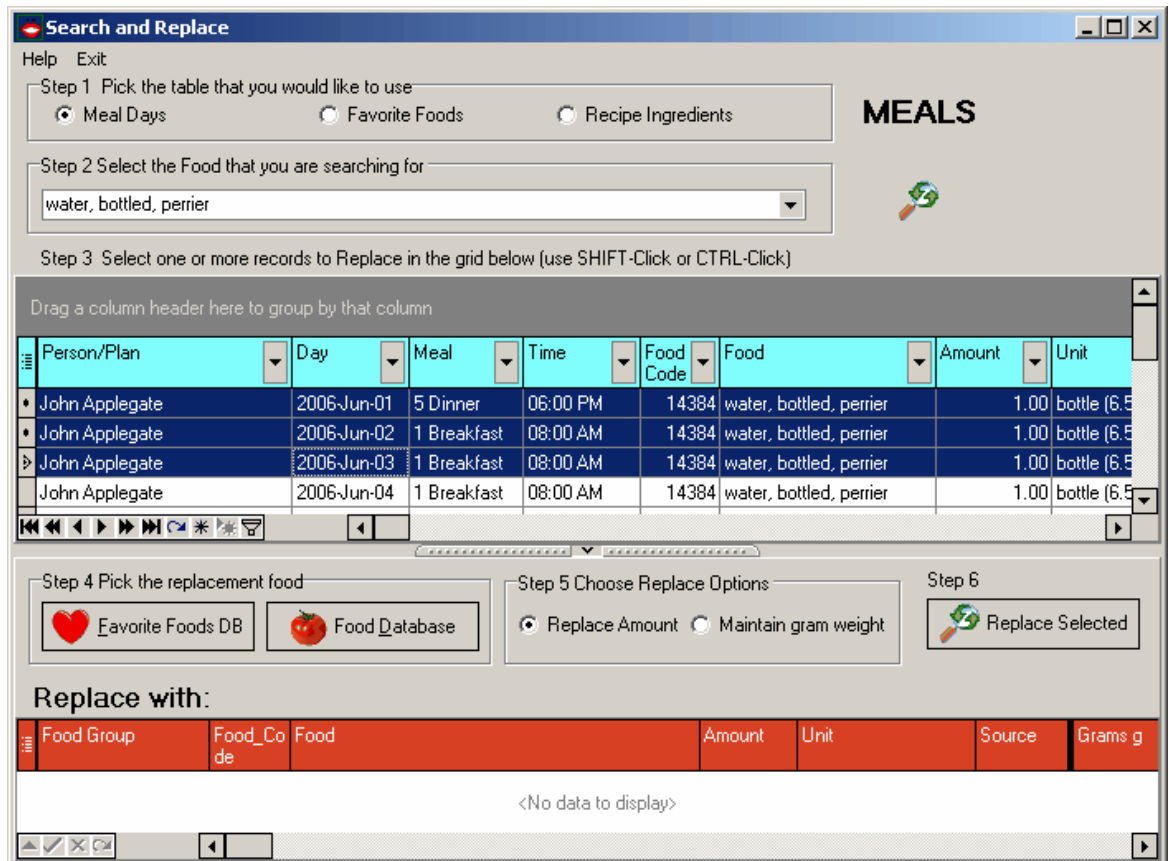 Search and Replace
Help Exit
Step 1 Pick the table that you would like to use
Meal Days Favorite Foods Recipe Ingredients
MEALS
Step 2 Select the Food that you are searching for
water, bottled, perrier
Step 3 Select one or more records to Replace in the grid below (use SHIFT-Click or CTRL-Click)
Drag a column header here to group by that column
Person/Plan Day Meal Time Food Code Food Amount Unit
John Applegate 2006-Jun-01 5 Dinner 06:00 PM 14384 water, bottled, perrier 1.00 bottle (6.5
John Applegate 2006-Jun-02 1 Breakfast 08:00 AM 14384 water, bottled, perrier 1.00 bottle (6.5
John Applegate 2006-Jun-03 1 Breakfast 08:00 AM 14384 water, bottled, perrier 1.00 bottle (6.5
John Applegate 2006-Jun-04 1 Breakfast 08:00 AM 14384 water, bottled, perrier 1.00 bottle (6.5
Step 4 Pick the replacement food
Favorite Foods DB Food Database
Step 5 Choose Replace Options
Replace Amount Maintain gram weight
Step 6
Replace Selected
Replace with:
Food Group Food_Co de Food Amount Unit Source Grams g
<No data to display>